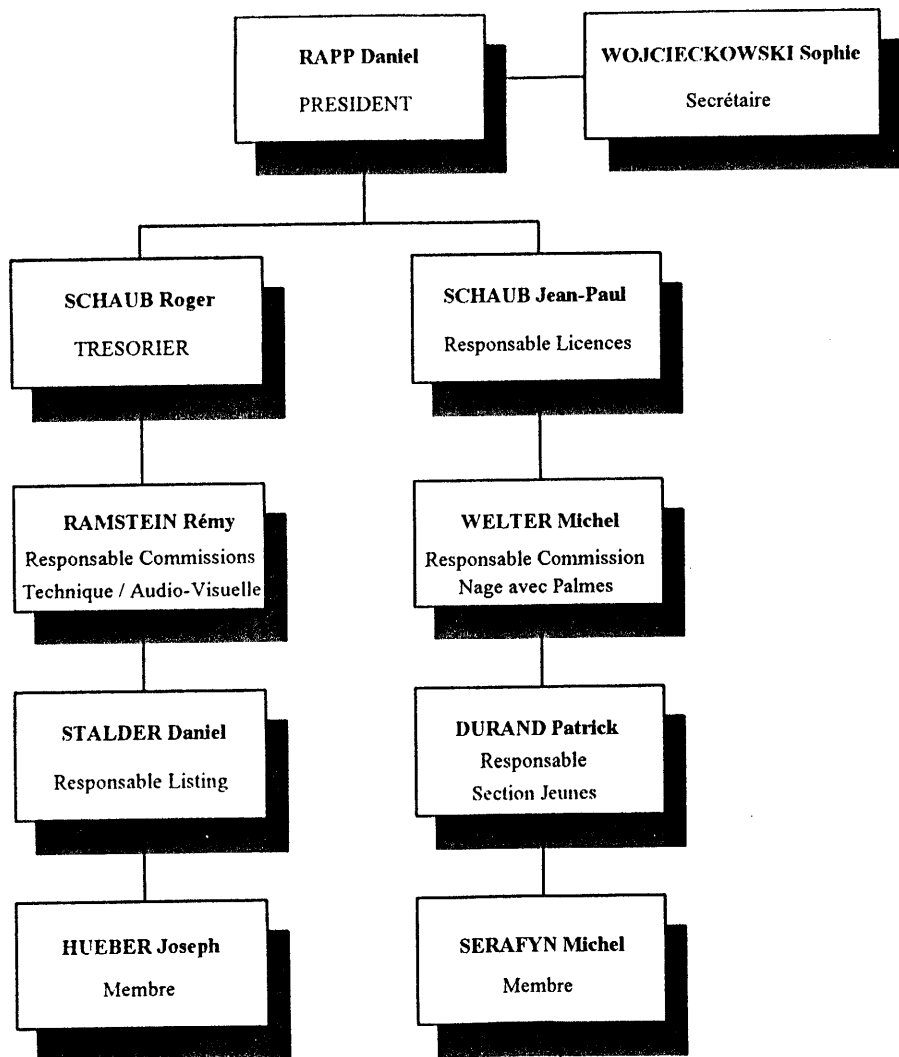 RAPP Daniel
PRESIDENT
WOJCIECKOWSKI Sophie
Secrétaire
SCHAUB Roger
TRESORIER
SCHAUB Jean-Paul
Responsable Licences
RAMSTEIN Rémy
Responsable Commissions
Technique / Audio-Visuelle
WELTER Michel
Responsable Commission
Nage avec Palmes
STALDER Daniel
Responsable Listing
DURAND Patrick
Responsable
Section Jeunes
HUEBER Joseph
Membre
SERAFYN Michel
Membre